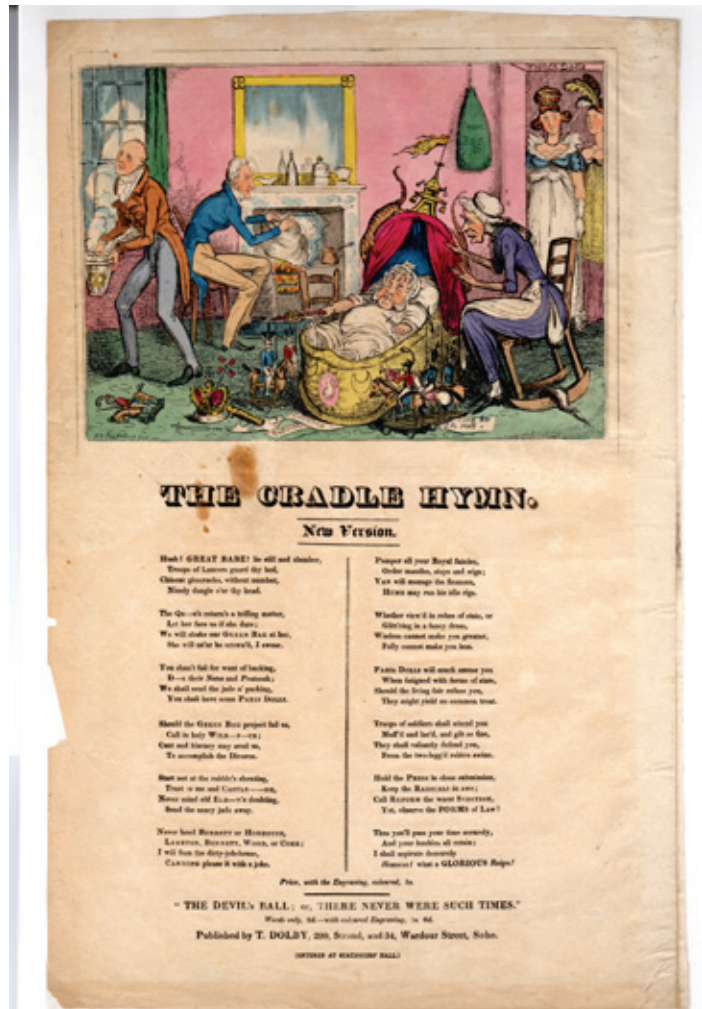 THE CRADLE HYMN.
New Version.
Hush! GREAT BABE! lie still and slumber,
Troops of Lancers guard thy bed,
Chinese gimcracks, without number,
Nicely dangle o'er thy head.
The Qu—n's return's a trifling matter,
Let her face us if she dare;
We will shake our GREEN BAG at her,
She will ne'er be crown'd, I swear.
You shan't fail for want of backing,
D—n their Notes and Protocols;
We shall send the jade a' packing,
You shall have some PARIS DOLLS.
Should the GREEN BAG project fail us,
Call in holy WILB—F—CE;
Cant and may avail us,
To accomplish the Divorce.
Start not at the rabble's shouting,
Trust in me and CASTLE——GH,
Never mind old ELD—N's doubting,
Send the saucy jade away.
Never heed BURDETT or HOBHOUSE,
LAMBTON, BENNETT, WOOD, or COKE;
I will from the dirty-jobhouse,
CANNING please it with a joke.
Pamper all your Royal fancies,
Order mantles, stays and wigs;
VAN will manage the finances,
HUME may run his idle rigs.
Whether view'd in robes of state, or
Glitt'ring in a fancy dress,
Wisdom cannot make you greater,
Folly cannot make you less.
PARIS DOLLS will much amuse you
When fatigued with forms of state,
Should the living fair refuse you,
They might yield no common treat.
Troops of soldiers shall attend you
Muff'd and lac'd, and gilt so fine,
They shall valiantly defend you,
From the two-legg'd restive swine.
Hold the PRESS in close submission,
Keep the RADICALS in awe;
Call REFORM the worst SEDITION,
Yet, observe the FORMS of LAW!
Thus you'll pass your time securely,
And your baubles all retain;
I shall aspirate demurely
Hosanna! what a GLORIOUS Reign!
Price, with the Engraving, coloured, 1s.
"THE DEVIL's BALL; or, THERE NEVER WERE SUCH TIMES."
Words only, 2d.—with coloured Engraving, 1s. 6d.
Published by T. DOLBY, 299, Strand, and 34, Wardour Street, Soho.
(ENTERED AT STATIONERS' HALL)